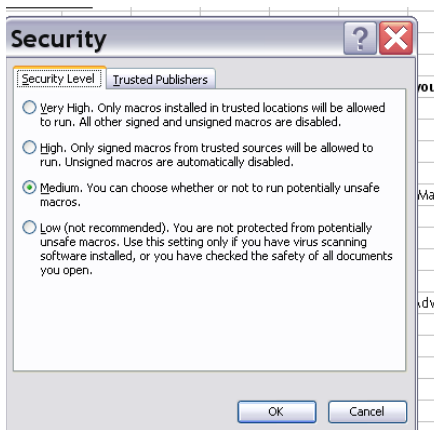 Security
Security Level Trusted Publishers
Very High. Only macros installed in trusted locations will be allowed
to run. All other signed and unsigned macros are disabled.
High. Only signed macros from trusted sources will be allowed to
run. Unsigned macros are automatically disabled.
Medium. You can choose whether or not to run potentially unsafe
macros.
Low (not recommended). You are not protected from potentially
unsafe macros. Use this setting only if you have virus scanning
software installed, or you have checked the safety of all documents
you open.
OK Cancel